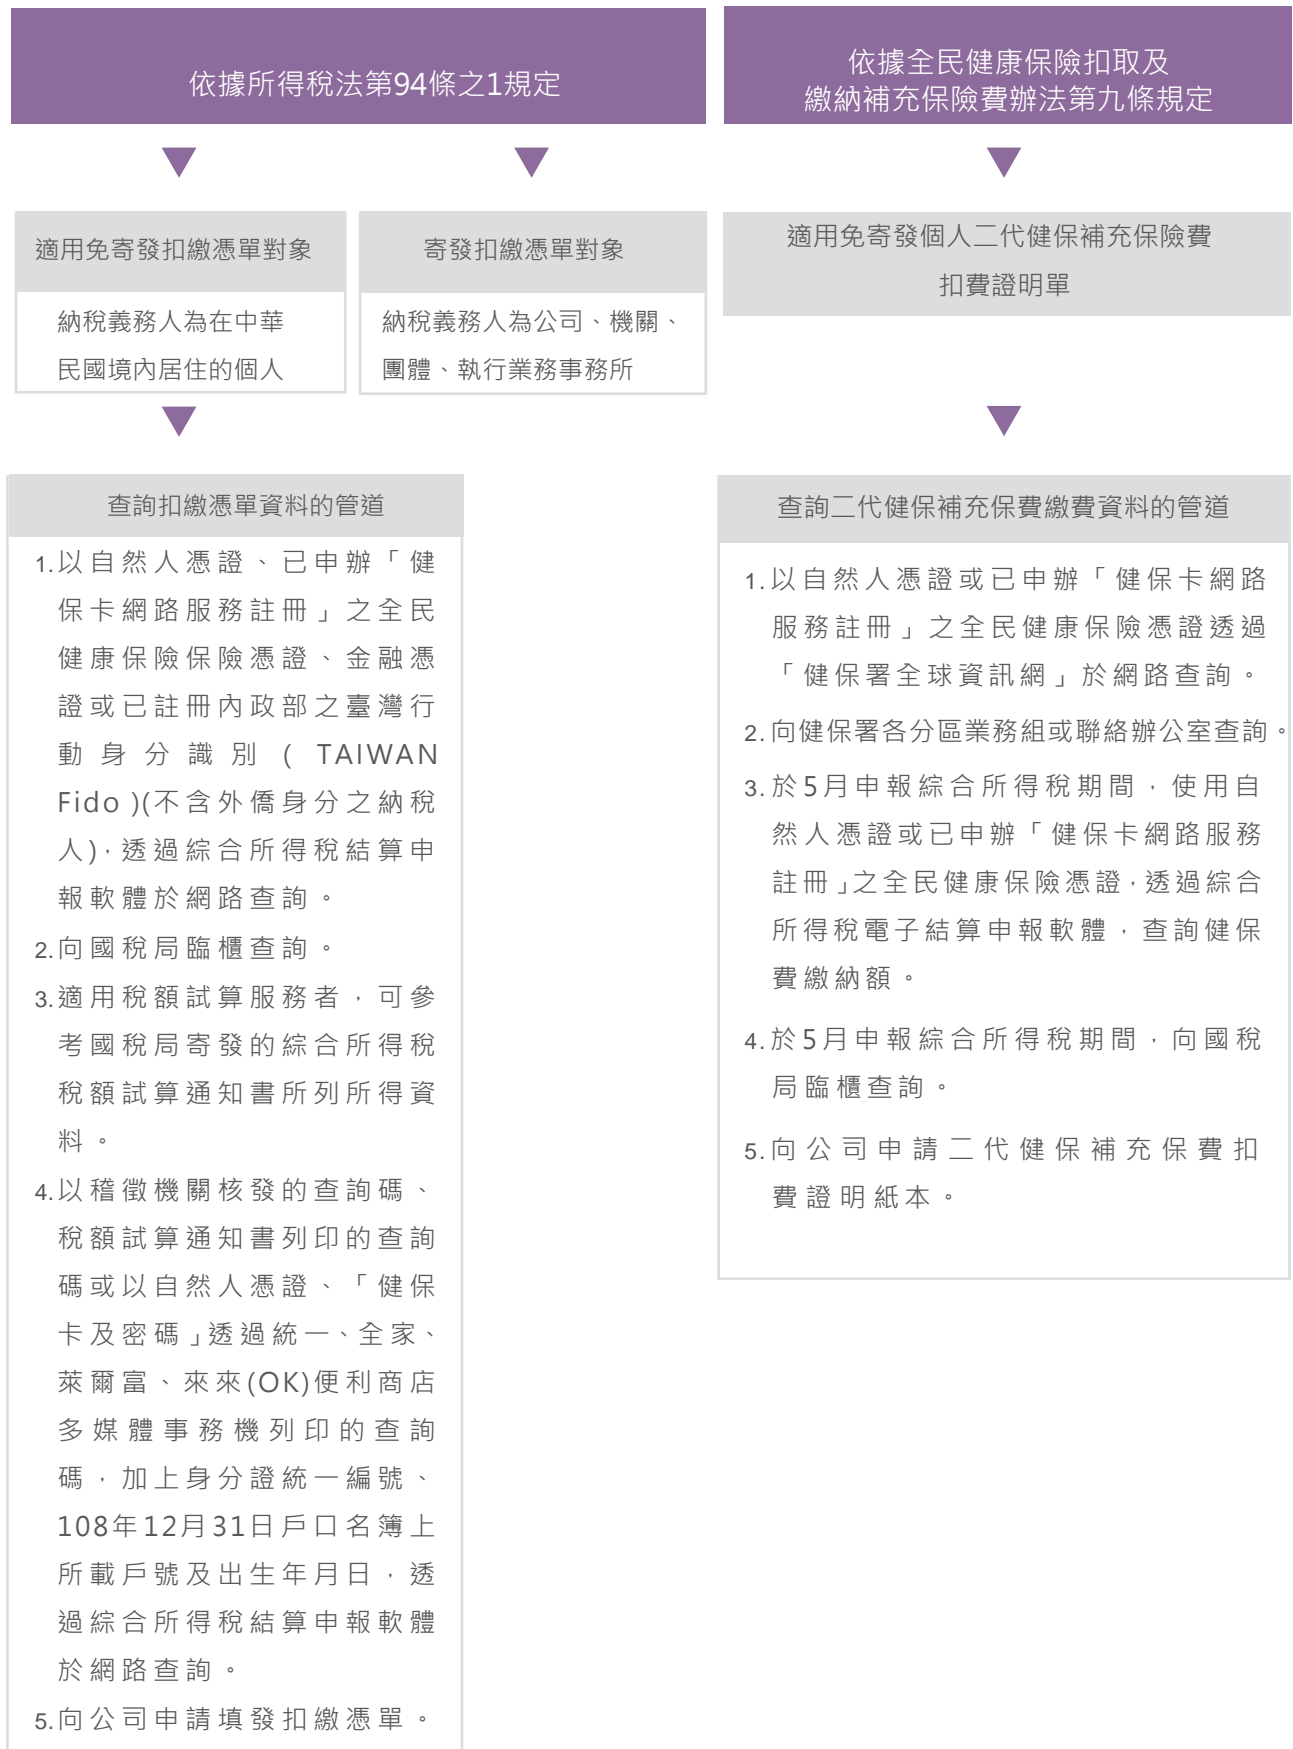 依據所得稅法第94條之1規定
適用免寄發扣繳憑單對象
納稅義務人為在中華
民國境內居住的個人
寄發扣繳憑單對象
納稅義務人為公司、機關、
團體、執行業務事務所
查詢扣繳憑單資料的管道
1.以自然人憑證、已申辦「健
保卡網路服務註冊」之全民
健康保險保險憑證、金融憑
證或已註冊內政部之臺灣行
動身分識別(TAIWAN
Fido)(不含外僑身分之納稅
人),透過綜合所得稅結算申
報軟體於網路查詢。
2.向國稅局臨櫃查詢。
3.適用稅額試算服務者,可參
考國稅局寄發的綜合所得稅
稅額試算通知書所列所得資
料。
4.以稽徵機關核發的查詢碼、
稅額試算通知書列印的查詢
碼或以自然人憑證、「健保
卡及密碼」透過統一、全家、
萊爾富、來來(OK)便利商店
多媒體事務機列印的查詢
碼,加上身分證統一編號、
108年12月31日戶口名簿上
所載戶號及出生年月日,透
過綜合所得稅結算申報軟體
於網路查詢。
5.向公司申請填發扣繳憑單。
依據全民健康保險扣取及
繳納補充保險費辦法第九條規定
適用免寄發個人二代健保補充保險費
扣費證明單
查詢二代健保補充保費繳費資料的管道
1.以自然人憑證或已申辦「健保卡網路
服務註冊」之全民健康保險憑證透過
「健保署全球資訊網」於網路查詢。
2.向健保署各分區業務組或聯絡辦公室查詢。
3.於5月申報綜合所得稅期間,使用自
然人憑證或已申辦「健保卡網路服務
註冊」之全民健康保險憑證,透過綜合
所得稅電子結算申報軟體,查詢健保
費繳納額。
4.於5月申報綜合所得稅期間,向國稅
局臨櫃查詢。
5.向公司申請二代健保補充保費扣
費證明紙本。